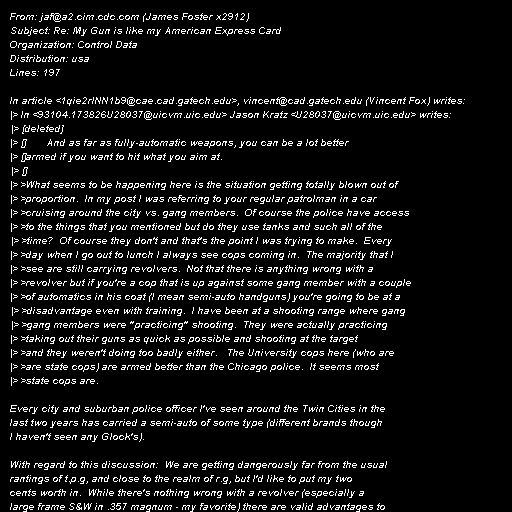 From: jaf@a2.cim.cdc.com (James Foster x2912)
Subject: Re: My Gun is like my American Express Card
Organization: Control Data
Distribution: usa
Lines: 197

In article <1qie2rINN1b9@cae.cad.gatech.edu>, vincent@cad.gatech.edu (Vincent Fox) writes:
|> In <93104.173826U28037@uicvm.uic.edu> Jason Kratz <U28037@uicvm.uic.edu> writes:
|> [deleted]
|> []       And as far as fully-automatic weapons, you can be a lot better
|> []armed if you want to hit what you aim at.
|> []
|> >What seems to be happening here is the situation getting totally blown out of
|> >proportion.  In my post I was referring to your regular patrolman in a car
|> >cruising around the city vs. gang members.  Of course the police have access
|> >to the things that you mentioned but do they use tanks and such all of the
|> >time?  Of course they don't and that's the point I was trying to make.  Every
|> >day when I go out to lunch I always see cops coming in.  The majority that I
|> >see are still carrying revolvers.  Not that there is anything wrong with a
|> >revolver but if you're a cop that is up against some gang member with a couple
|> >of automatics in his coat (I mean semi-auto handguns) you're going to be at a
|> >disadvantage even with training.  I have been at a shooting range where gang
|> >gang members were "practicing" shooting.  They were actually practicing
|> >taking out their guns as quick as possible and shooting at the target
|> >and they weren't doing too badly either.   The University cops here (who are
|> >are state cops) are armed better than the Chicago police.  It seems most
|> >state cops are.

Every city and suburban police officer I've seen around the Twin Cities in the
last two years has carried a semi-auto of some type (different brands though
I haven't seen any Glock's).

With regard to this discussion:  We are getting dangerously far from the usual
rantings of t.p.g, and close to the realm of r.g, but I'd like to put my two
cents worth in.  While there's nothing wrong with a revolver (especially a
large frame S&W in .357 magnum - my favorite) there are valid advantages to